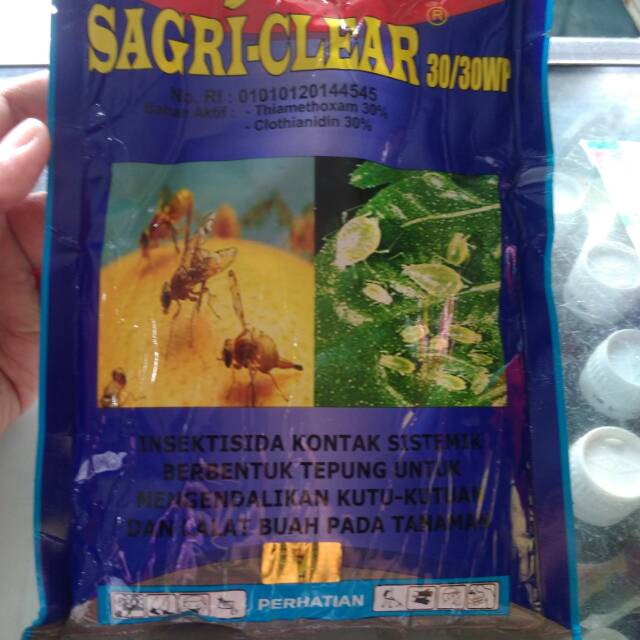 SAGRI-CLEAR® 30/30WP
No. RI : 01010120144545
Bahan Aktif : - Thiamethoxam 30%
- Clothianidin 30%
INSEKTISIDA KONTAK SISTEMIK
BERBENTUK TEPUNG UNTUK
MENGENDALIKAN KUTU-KUTUAN
DAN LALAT BUAH PADA TANAMAN
PERHATIAN